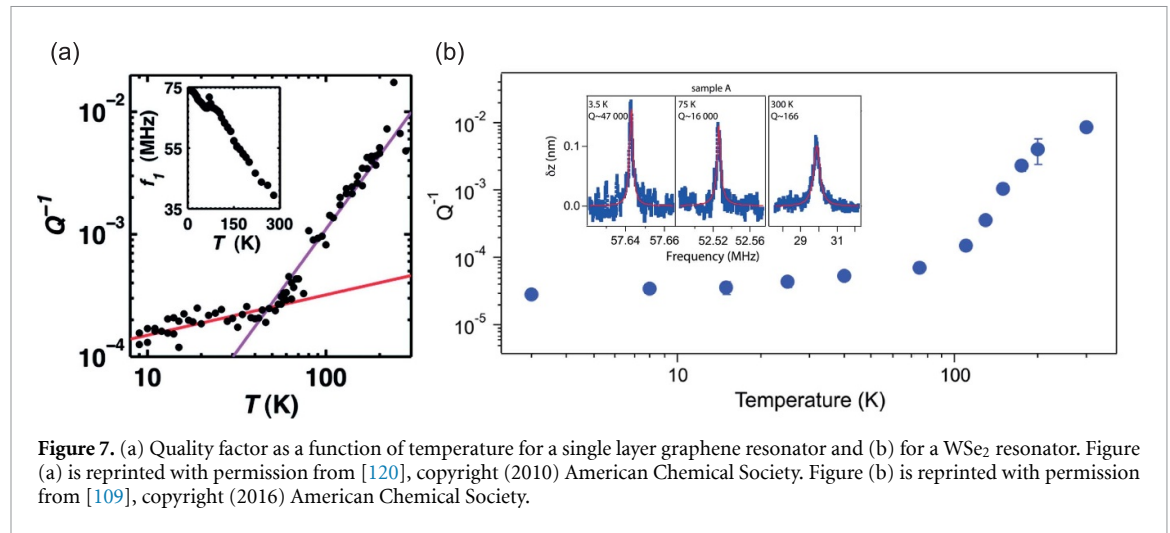 (a)
(b)
10⁻²
10⁻³
10⁻⁴
Q⁻¹
10
100
T (K)
75
55
35
f₁ (MHz)
0
150
300
T (K)
10⁻²
10⁻³
10⁻⁴
10⁻⁵
Q⁻¹
sample A
3.5 K
Q~47 000
75 K
Q~16 000
300 K
Q~166
δz (nm)
0.1
0.0
57.64
57.66
52.52
52.56
29
31
Frequency (MHz)
10
100
Temperature (K)
Figure 7. (a) Quality factor as a function of temperature for a single layer graphene resonator and (b) for a WSe₂ resonator. Figure
(a) is reprinted with permission from [120], copyright (2010) American Chemical Society. Figure (b) is reprinted with permission
from [109], copyright (2016) American Chemical Society.